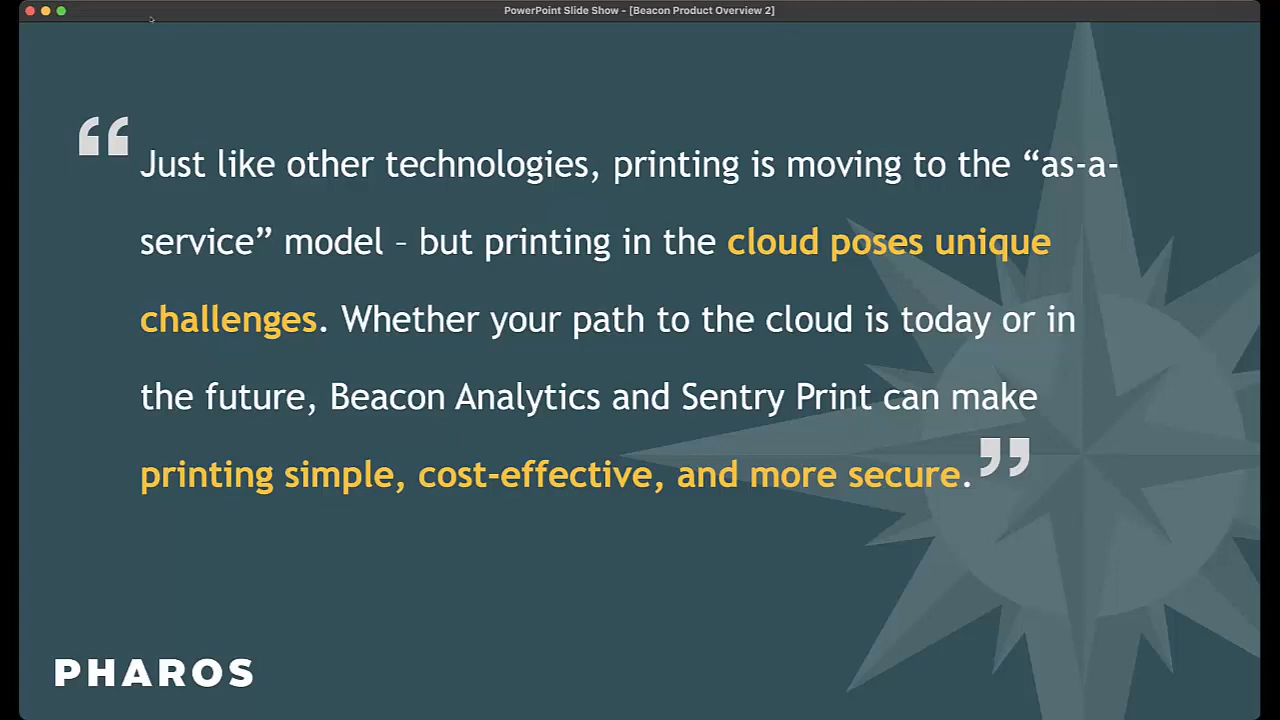 PowerPoint Slide Show - [Beacon Product Overview 2]
“
Just like other technologies, printing is moving to the “as-a-
service” model – but printing in the cloud poses unique
challenges. Whether your path to the cloud is today or in
the future, Beacon Analytics and Sentry Print can make
printing simple, cost-effective, and more secure.”
PHAROS